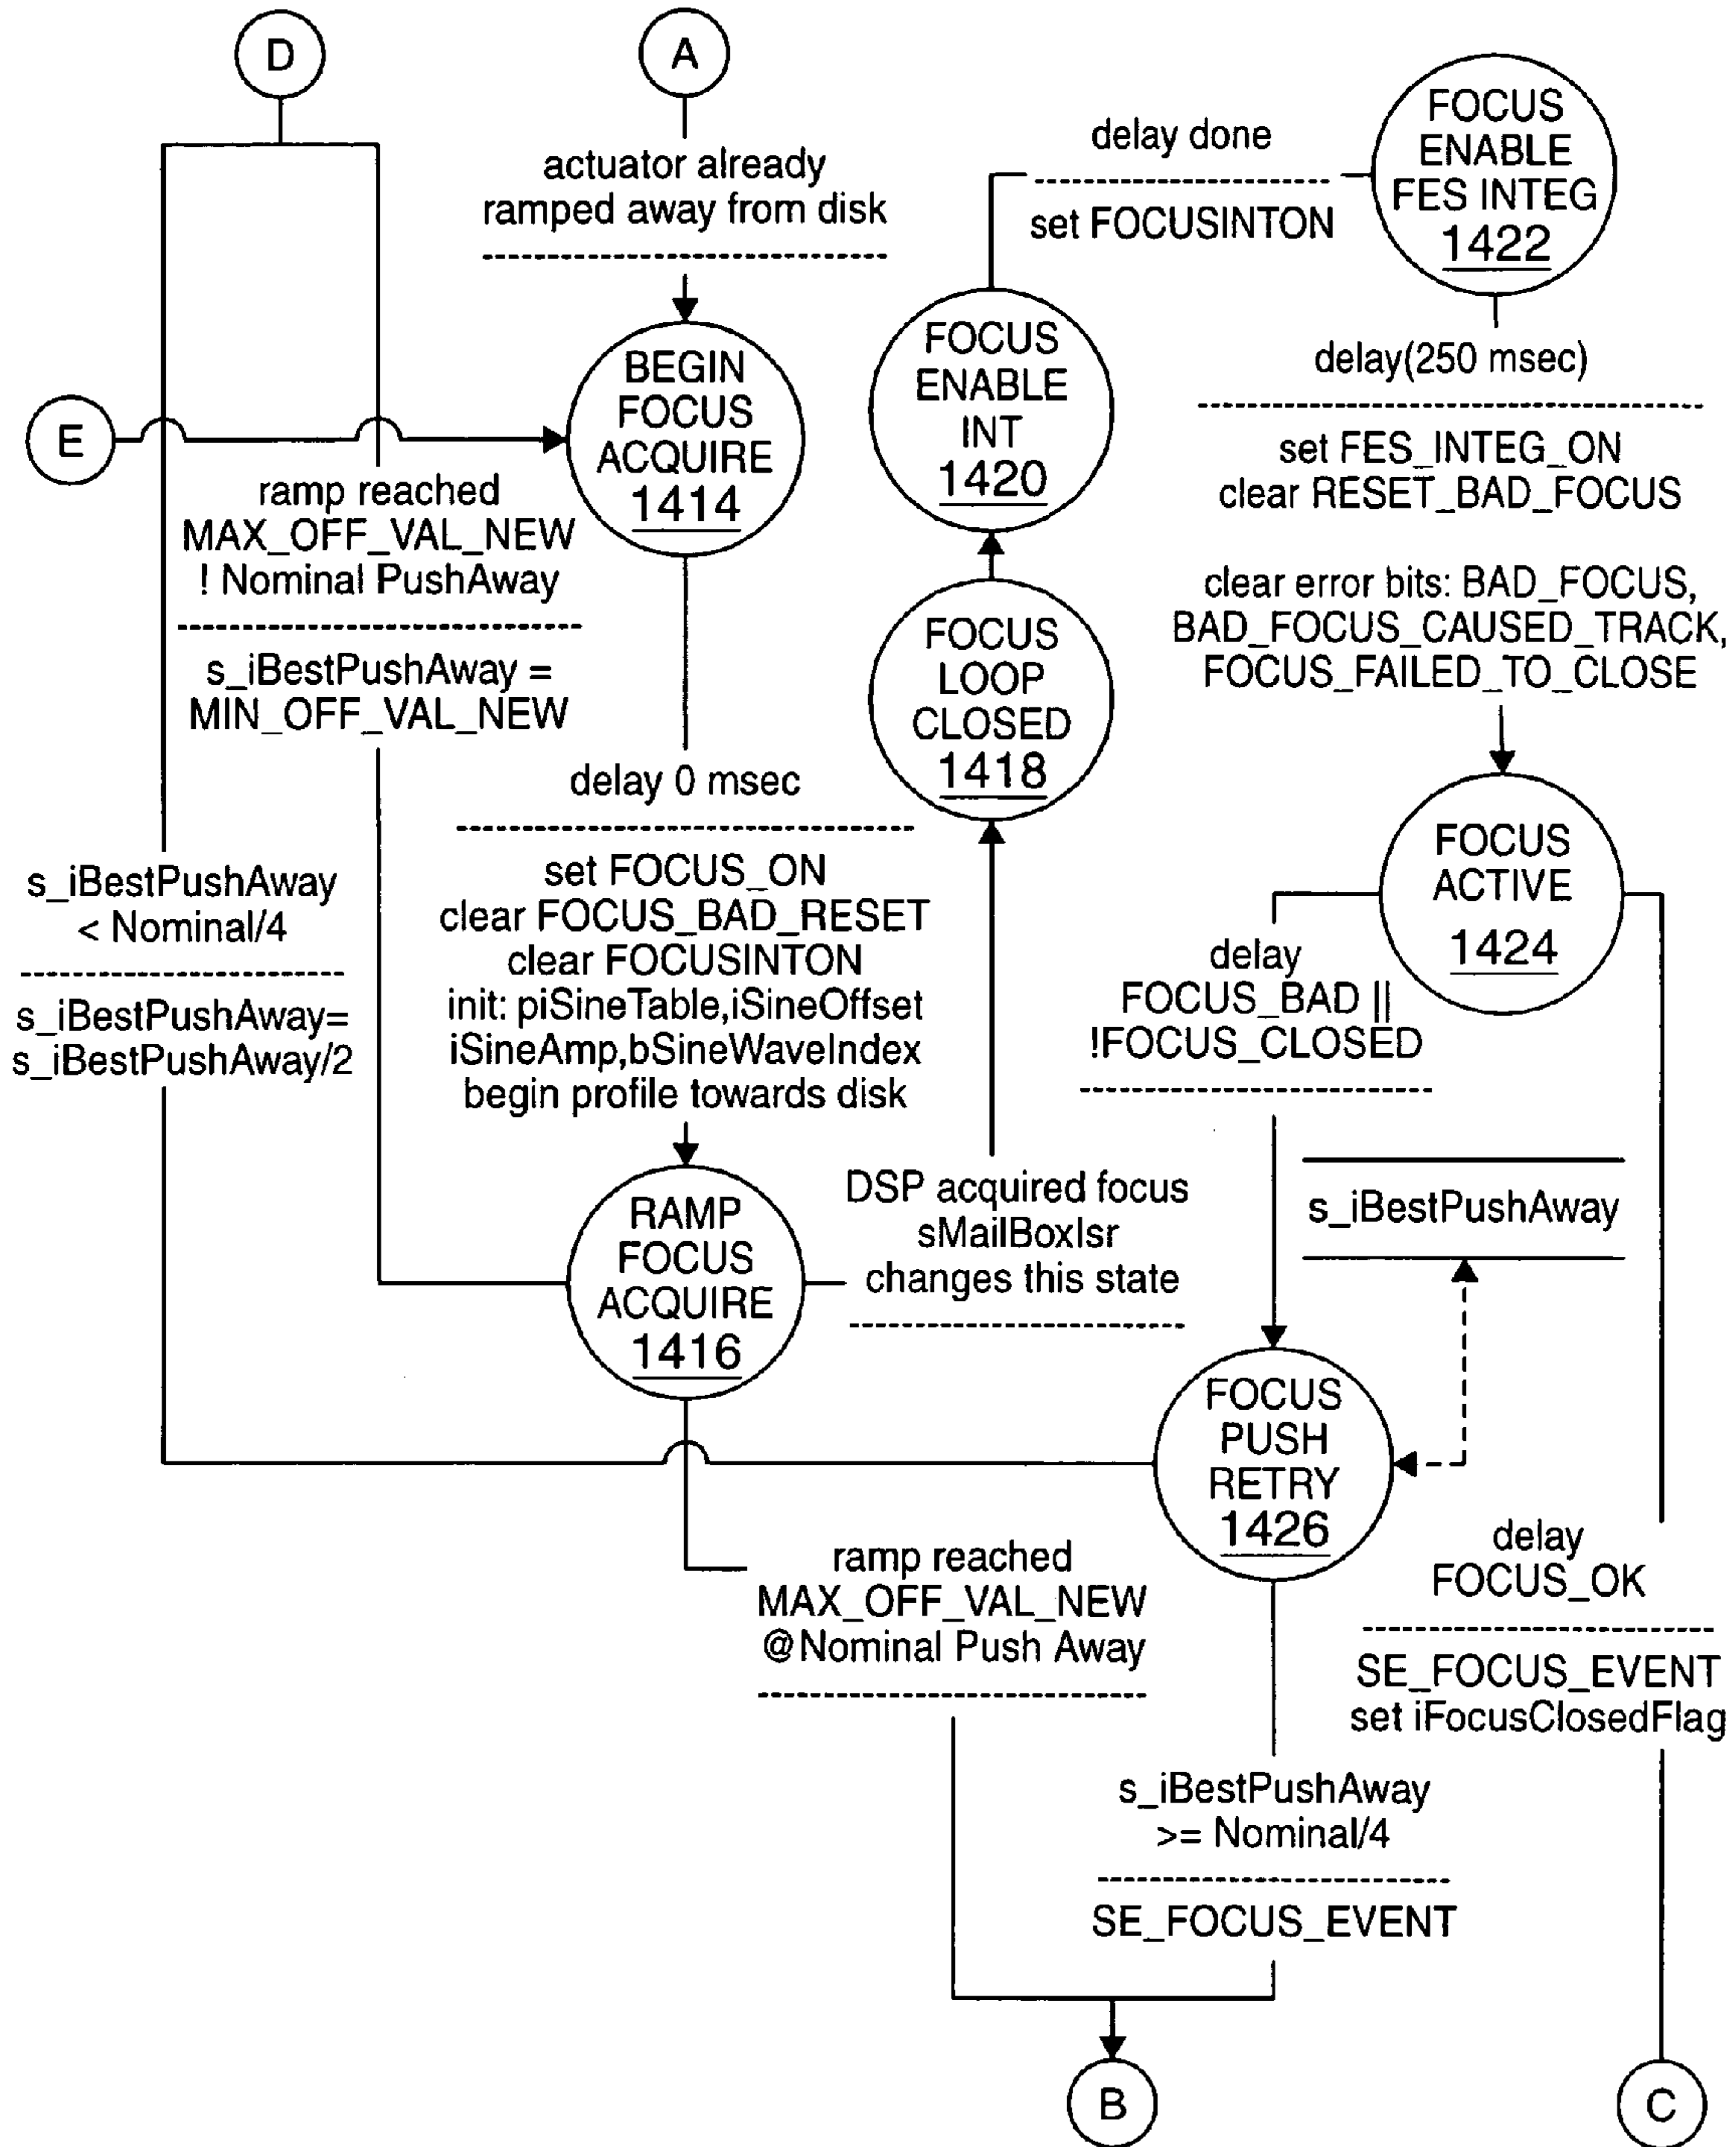 D
A
actuator already
ramped away from disk
E
BEGIN
FOCUS
ACQUIRE
1414
ramp reached
MAX_OFF_VAL_NEW
! Nominal PushAway
s_iBestPushAway =
MIN_OFF_VAL_NEW
delay 0 msec
set FOCUS_ON
clear FOCUS_BAD_RESET
clear FOCUSINTON
init: piSineTable,iSineOffset
iSineAmp,bSineWaveIndex
begin profile towards disk
s_iBestPushAway
< Nominal/4
s_iBestPushAway=
s_iBestPushAway/2
RAMP
FOCUS
ACQUIRE
1416
DSP acquired focus
sMailBoxIsr
changes this state
FOCUS
LOOP
CLOSED
1418
FOCUS
ENABLE
INT
1420
delay done
set FOCUSINTON
FOCUS
ENABLE
FES INTEG
1422
delay(250 msec)
set FES_INTEG_ON
clear RESET_BAD_FOCUS
clear error bits: BAD_FOCUS,
BAD_FOCUS_CAUSED_TRACK,
FOCUS_FAILED_TO_CLOSE
FOCUS
ACTIVE
1424
delay
FOCUS_BAD ||
!FOCUS_CLOSED
s_iBestPushAway
FOCUS
PUSH
RETRY
1426
ramp reached
MAX_OFF_VAL_NEW
@Nominal Push Away
delay
FOCUS_OK
SE_FOCUS_EVENT
set iFocusClosedFlag
s_iBestPushAway
>= Nominal/4
SE_FOCUS_EVENT
B
C